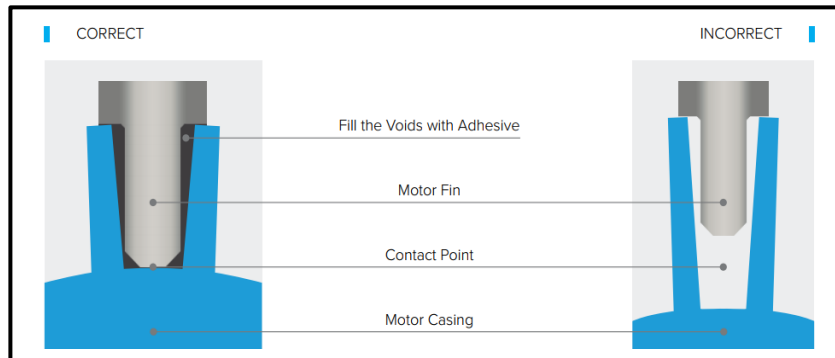 CORRECT
INCORRECT
Fill the Voids with Adhesive
Motor Fin
Contact Point
Motor Casing